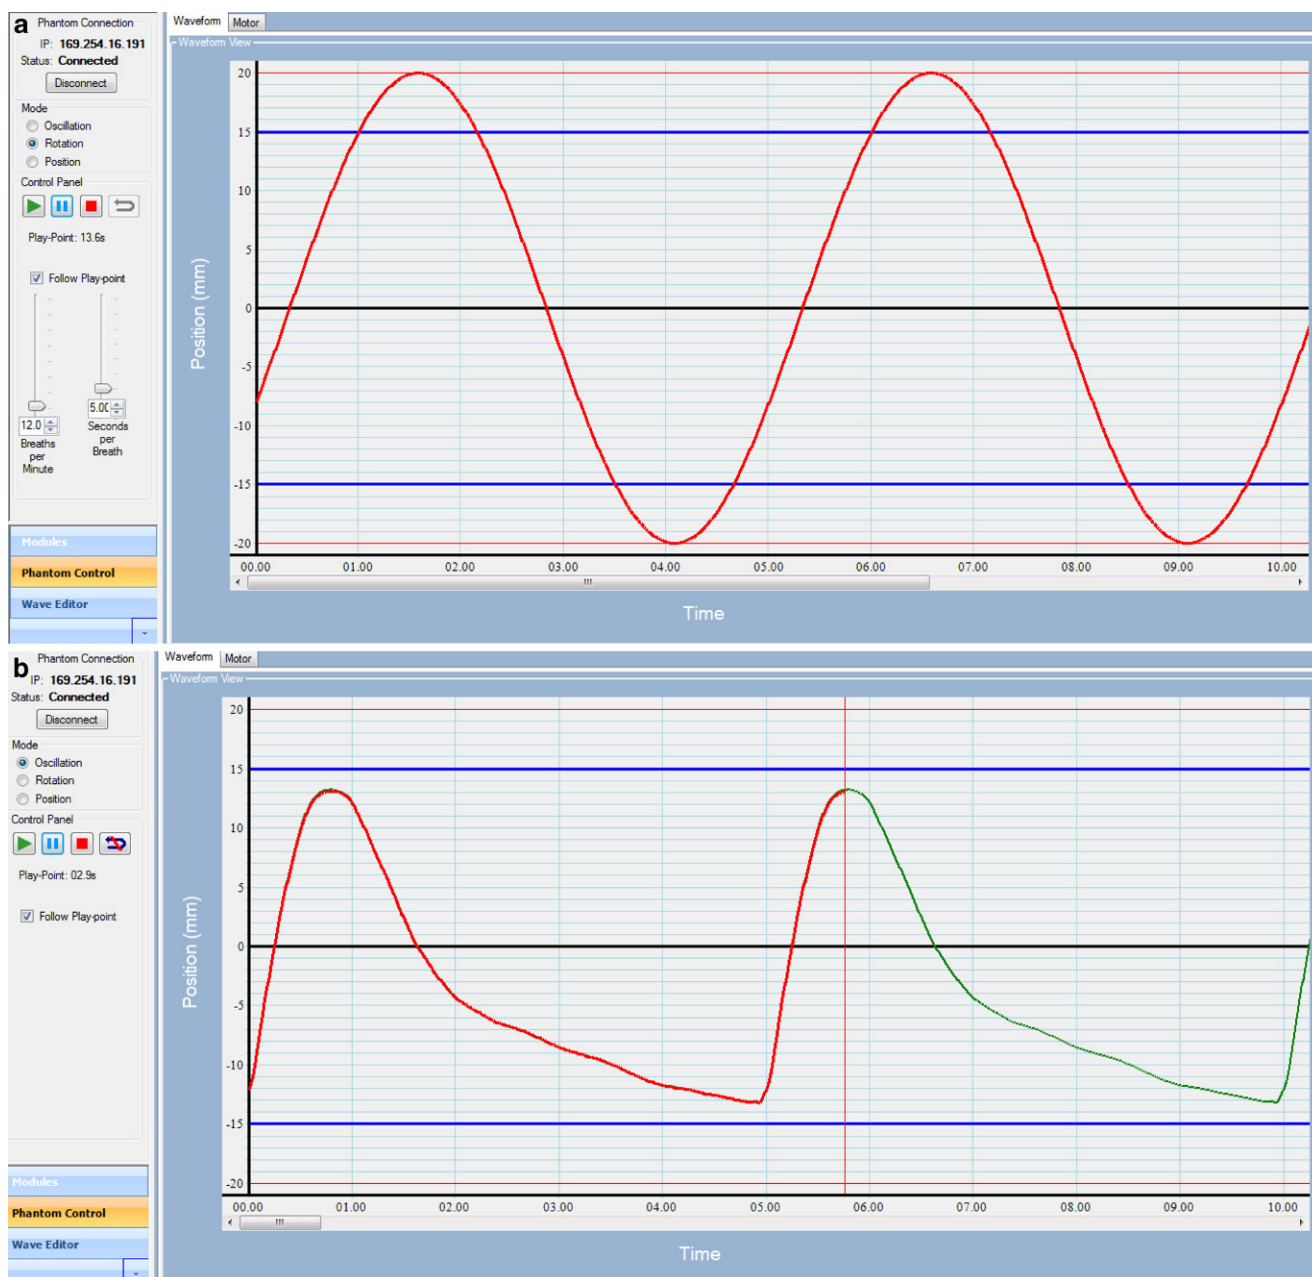 a
Phantom Connection
IP: 169.254.16.191
Status: Connected
Disconnect
Mode
Oscillation
Rotation
Position
Control Panel
Play-Point: 13.6s
Follow Play-point
12.0
5.00
Breaths
per
Minute
Seconds
per
Breath
Modules
Phantom Control
Wave Editor
Waveform Motor
Waveform View
20
15
10
5
0
-5
-10
-15
-20
Position (mm)
00.00 01.00 02.00 03.00 04.00 05.00 06.00 07.00 08.00 09.00 10.00
Time
b
Phantom Connection
IP: 169.254.16.191
Status: Connected
Disconnect
Mode
Oscillation
Rotation
Position
Control Panel
Play-Point: 02.9s
Follow Play-point
Modules
Phantom Control
Wave Editor
Waveform Motor
Waveform View
20
15
10
5
0
-5
-10
-15
-20
Position (mm)
00.00 01.00 02.00 03.00 04.00 05.00 06.00 07.00 08.00 09.00 10.00
Time